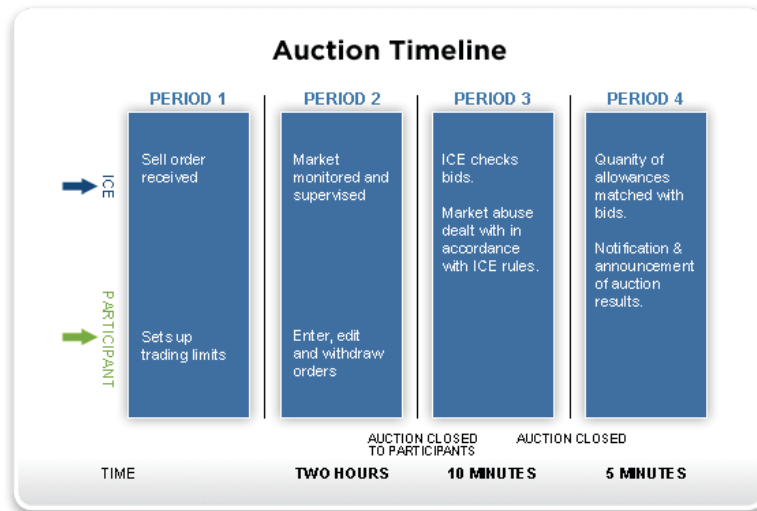 Auction Timeline
PERIOD 1
PERIOD 2
PERIOD 3
PERIOD 4
ICE
Sell order
received
Market
monitored and
supervised
ICE checks
bids.
Market abuse
dealt with in
accordance
with ICE rules.
Quanity of
allowances
matched with
bids.
Notification &
announcement
of auction
results.
PARTICIPANT
Sets up
trading limits
Enter, edit
and withdraw
orders
AUCTION CLOSED
TO PARTICIPANTS
AUCTION CLOSED
TIME
TWO HOURS
10 MINUTES
5 MINUTES